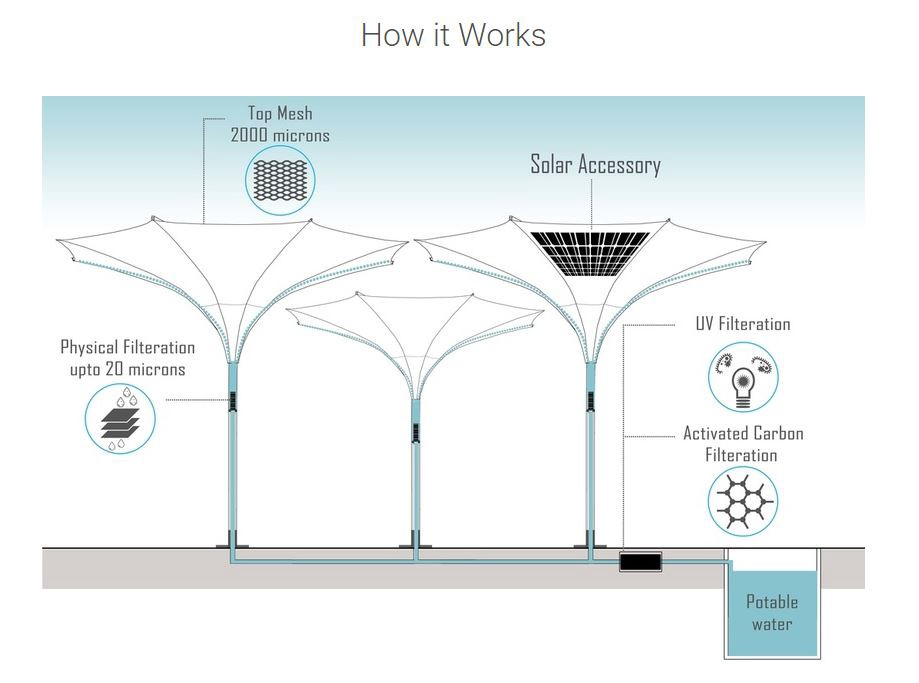 How it Works
Top Mesh
2000 microns
Solar Accessory
UV Filteration
Physical Filteration
upto 20 microns
Activated Carbon
Filteration
Potable
water